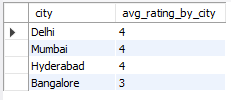 city avg_rating_by_city
Delhi 4
Mumbai 4
Hyderabad 4
Bangalore 3